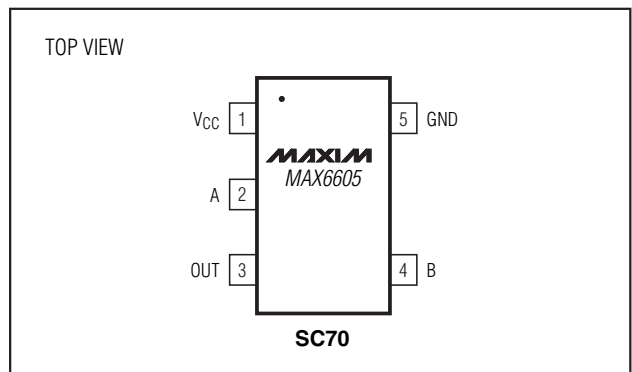 TOP VIEW
VCC 1
5 GND
MAXIM
MAX6605
A 2
OUT 3
4 B
SC70